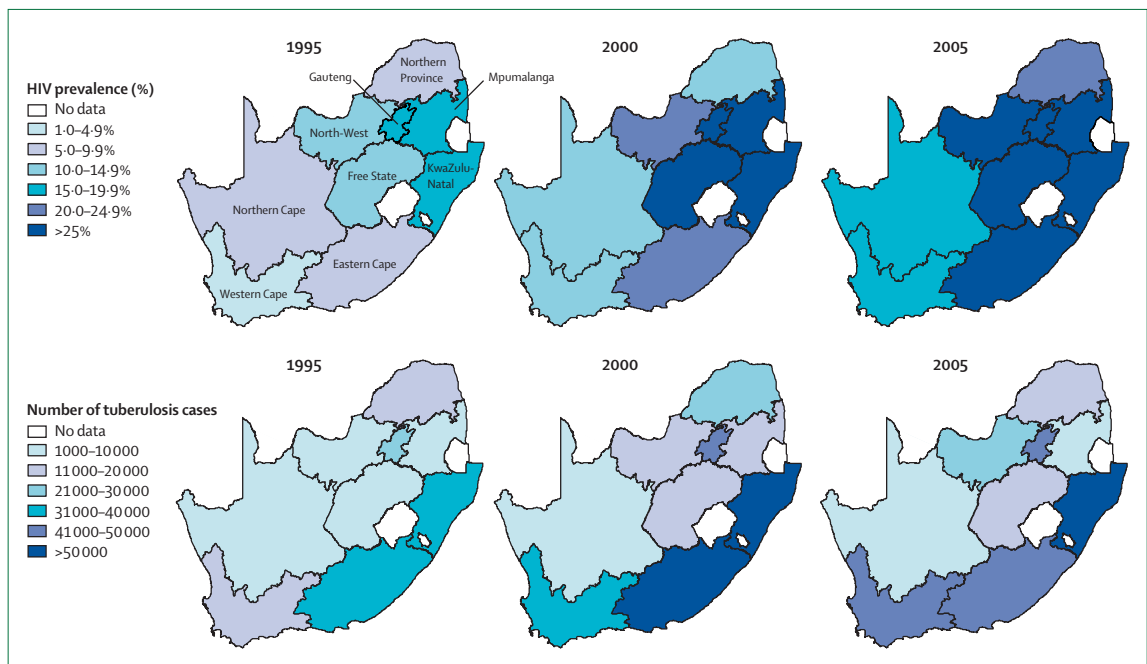 1995
2000
2005
HIV prevalence (%)
No data
1·0–4·9%
5·0–9·9%
10·0–14·9%
15·0–19·9%
20·0–24·9%
>25%
Northern
Province
Gauteng
Mpumalanga
North-West
Free State
KwaZulu-
Natal
Northern Cape
Eastern Cape
Western Cape
1995
2000
2005
Number of tuberulosis cases
No data
1000–10 000
11 000–20 000
21 000–30 000
31 000–40 000
41 000–50 000
>50 000